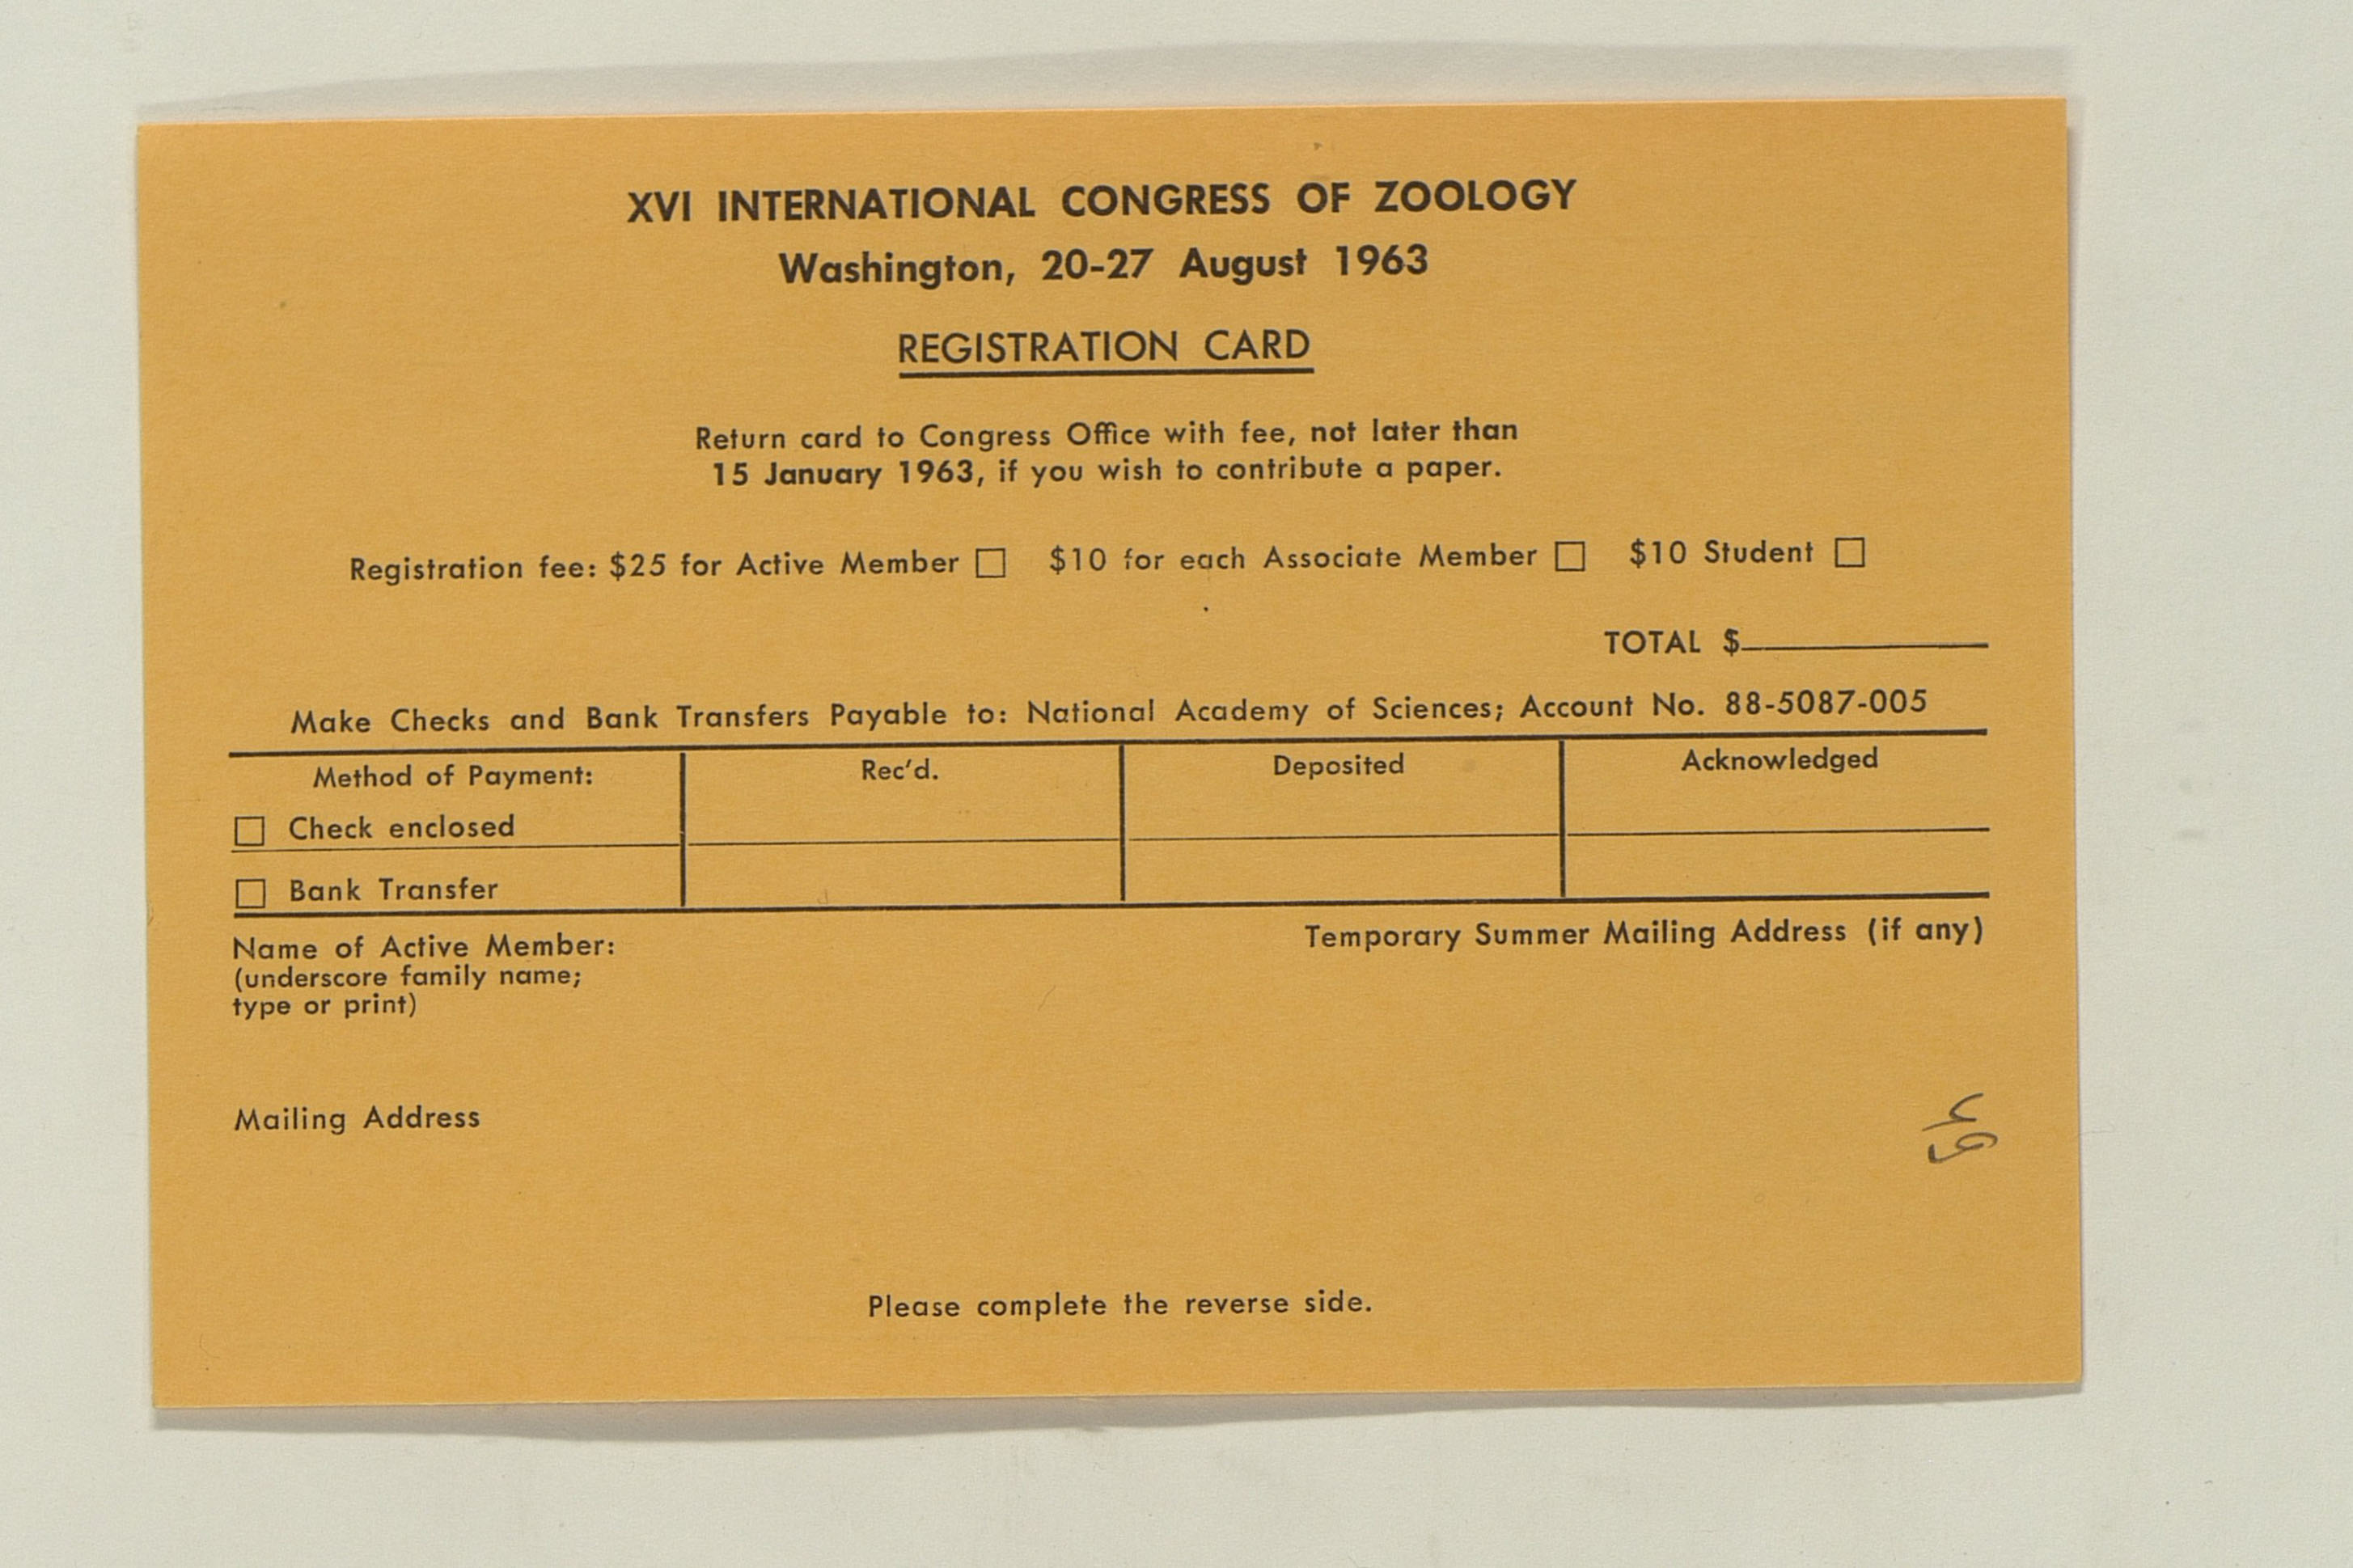 XVI INTERNATIONAL CONGRESS OF ZOOLOGY
Washington, 20-27 August 1963
REGISTRATION CARD
Return card to Congress Office with fee, not later than
15 January 1963, if you wish to contribute a paper.
Registration fee: $25 for Active Member □ $10 for each Associate Member □ $10 Student □
TOTAL $
Make Checks and Bank Transfers Payable to: National Academy of Sciences; Account No. 88-5087-005
Method of Payment: Rec'd. Deposited Acknowledged
□ Check enclosed
□ Bank Transfer
Name of Active Member:
(underscore family name;
type or print)
Temporary Summer Mailing Address (if any)
Mailing Address
Please complete the reverse side.